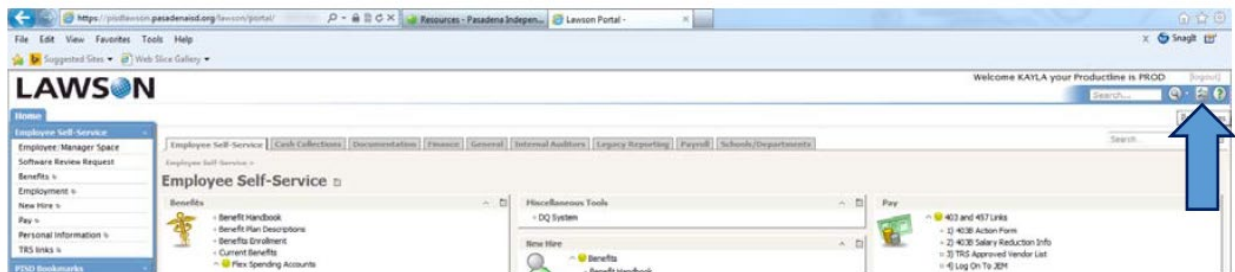 https://pisdlawson.pasadenaisd.org/lawson/portal/
Resources - Pasadena Indepen...
Lawson Portal -
File Edit View Favorites Tools Help
Snagit
Suggested Sites
Web Slice Gallery
Welcome KAYLA your Productline is PROD [logout]
LAWSON
Search...
Home
Employee Self-Service
Employee/Manager Space
Software Review Request
Benefits
Employment
New Hire
Pay
Personal Information
TRS links
PISD Bookmarks
Employee Self-Service Cash Collections Documentation Finance General Internal Auditors Legacy Reporting Payroll Schools/Departments
Search
Employee Self-Service »
Employee Self-Service
Benefits
Benefit Handbook
Benefit Plan Descriptions
Benefits Enrollment
Current Benefits
Flex Spending Accounts
Miscellaneous Tools
DQ System
New Hire
Benefits
Benefit Handbook
Pay
403 and 457 Links
1) 403B Action Form
2) 403B Salary Reduction Info
3) TRS Approved Vendor List
4) Log On To JEM